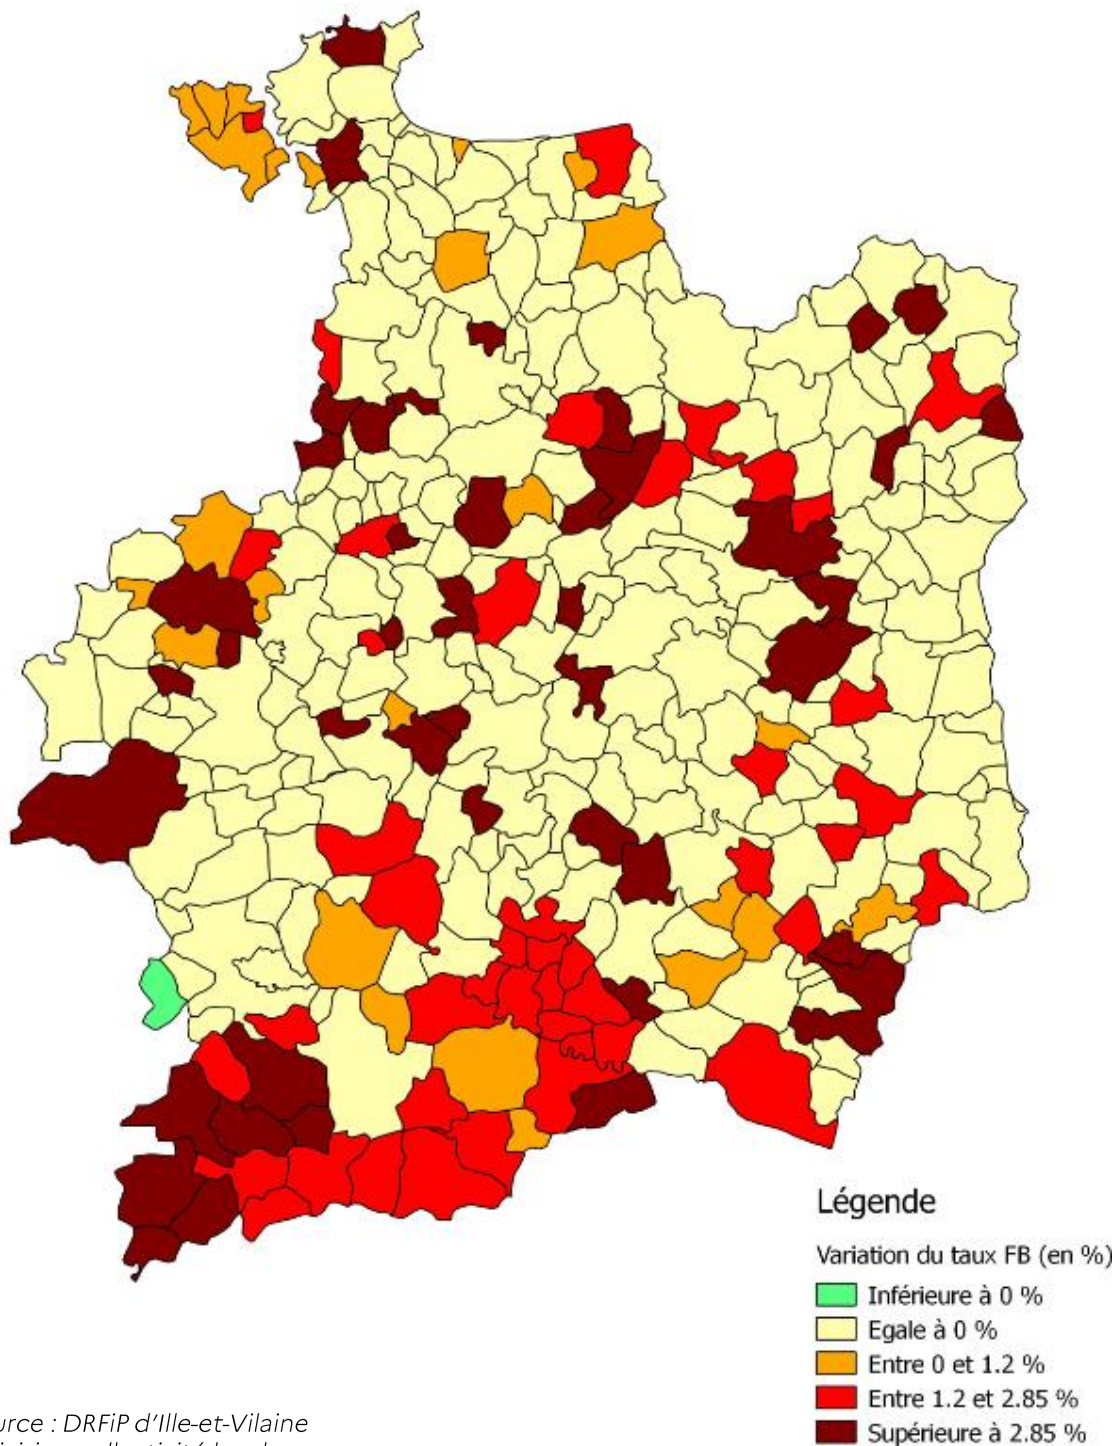 Légende
Variation du taux FB (en %)
Inférieure à 0 %
Egale à 0 %
Entre 0 et 1.2 %
Entre 1.2 et 2.85 %
Supérieure à 2.85 %
urce : DRFiP d'Ille-et-Vilaine